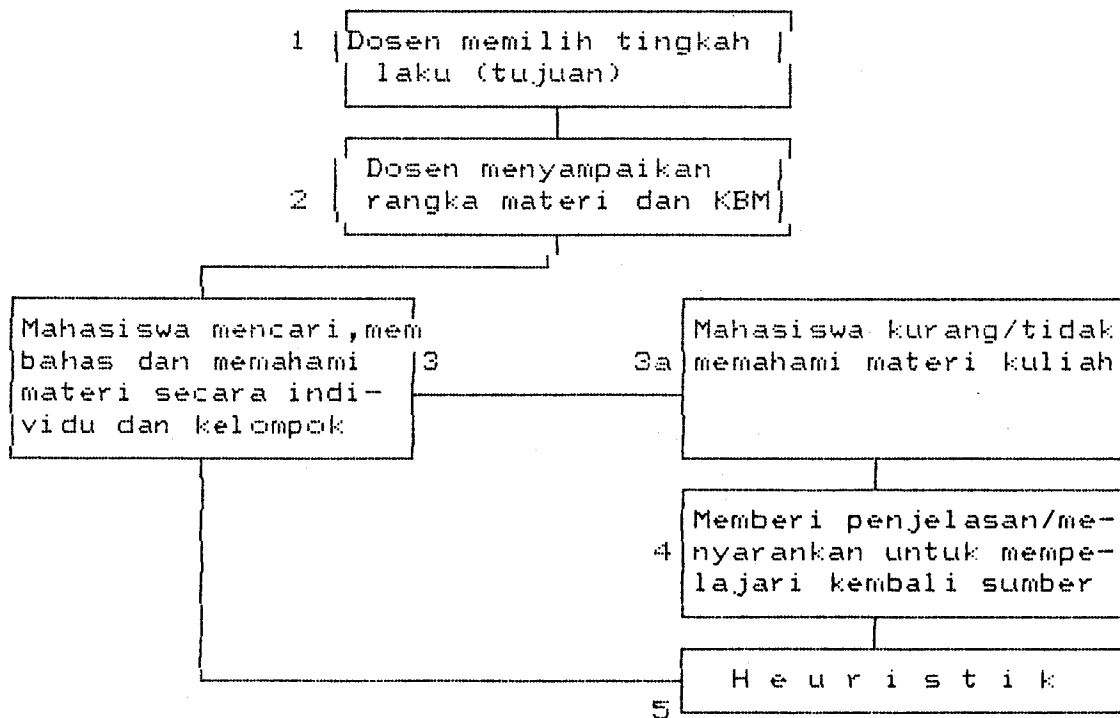 1 Dosen memilih tingkah
laku (tujuan)
2 Dosen menyampaikan
rangka materi dan KBM
Mahasiswa mencari,mem
bahas dan memahami
materi secara indi-
vidu dan kelompok
3
3a
Mahasiswa kurang/tidak
memahami materi kuliah
4
Memberi penjelasan/me-
nyarankan untuk mempe-
lajari kembali sumber
5
H e u r i s t i k